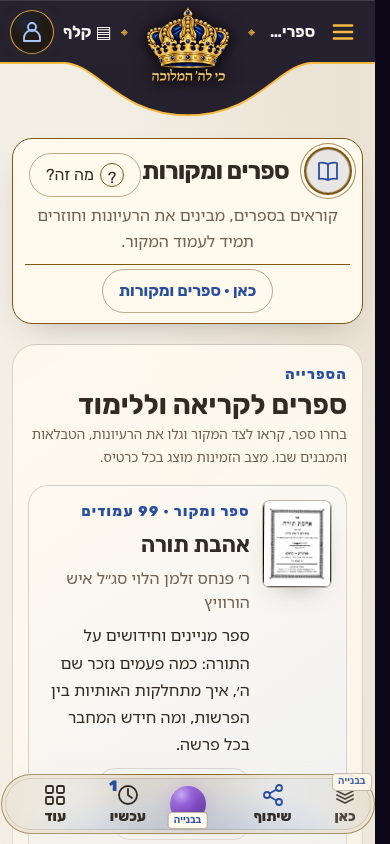 ספרי...
קלף
כי לה' המלוכה
ספרים ומקורות
? מה זה?
קוראים בספרים, מבינים את הרעיונות וחוזרים
תמיד לעמוד המקור.
כאן • ספרים ומקורות
הספרייה
ספרים לקריאה וללימוד
בחרו ספר, קראו לצד המקור וגלו את הרעיונות, הטבלאות
והמבנים שבו. מצב הזמינות מוצג בכל כרטיס.
ספר ומקור · 99 עמודים
אהבת תורה
ר׳ פנחס זלמן הלוי סג״ל איש
הורוויץ
ספר מניינים וחידושים על
התורה: כמה פעמים נזכר שם
ה׳, איך מתחלקות האותיות בין
הפרשות, ומה חידש המחבר
בכל פרשה.
אהבת תורה
בבנייה
כאן
שיתוף
בבנייה
1
עכשיו
עוד